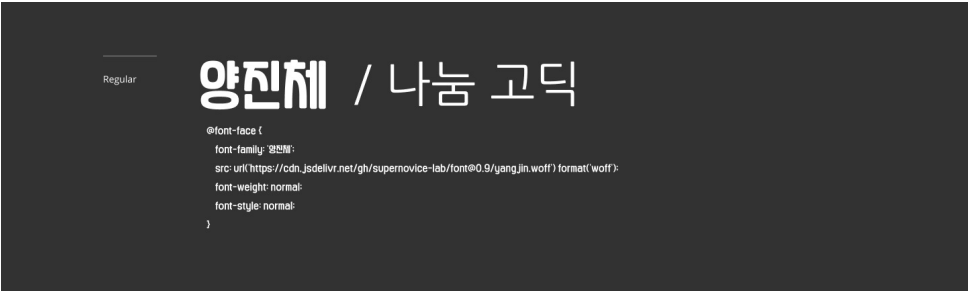 Regular
양진체 / 나눔 고딕
@font-face {
font-family: '양진체';
src: url('https://cdn.jsdelivr.net/gh/supernovice-lab/font@0.9/yangjin.woff') format('woff');
font-weight: normal;
font-style: normal;
}